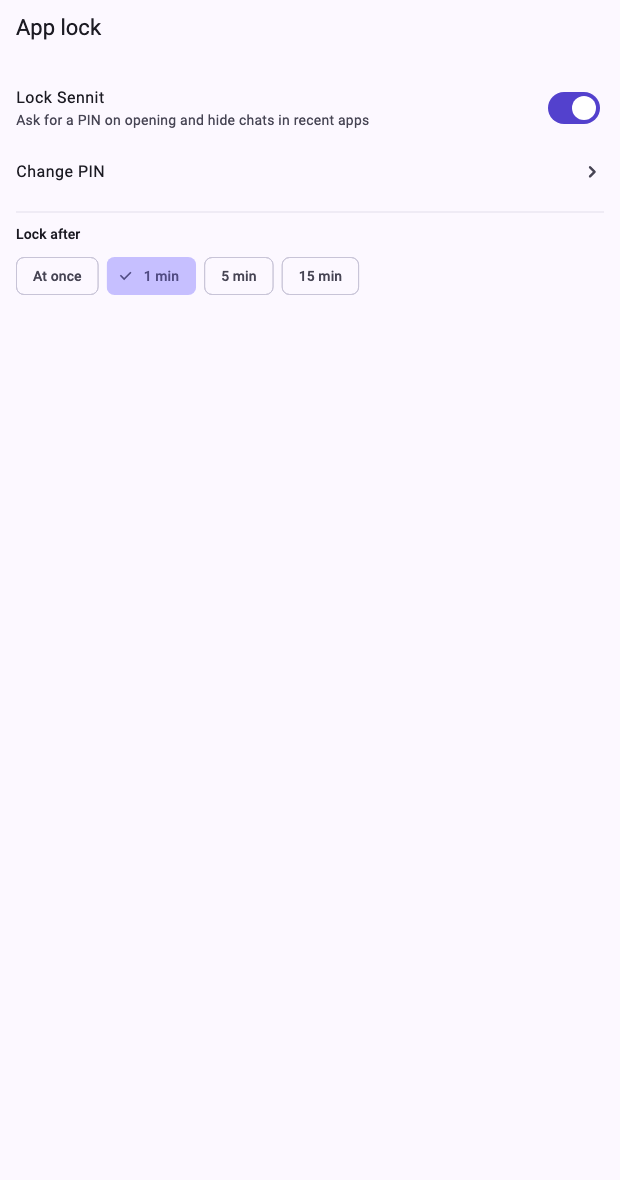 App lock
Lock Sennit
Ask for a PIN on opening and hide chats in recent apps
Change PIN
Lock after
At once
1 min
5 min
15 min